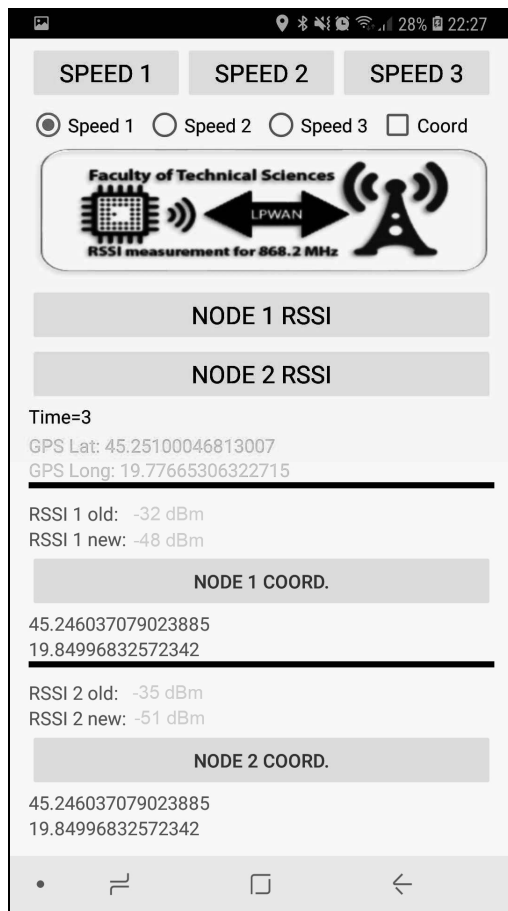 28% 22:27
SPEED 1 SPEED 2 SPEED 3
Speed 1 Speed 2 Speed 3 Coord
Faculty of Technical Sciences
LPWAN
RSSI measurement for 868.2 MHz
NODE 1 RSSI
NODE 2 RSSI
Time=3
GPS Lat: 45.25100046813007
GPS Long: 19.77665306322715
RSSI 1 old: -32 dBm
RSSI 1 new: -48 dBm
NODE 1 COORD.
45.246037079023885
19.84996832572342
RSSI 2 old: -35 dBm
RSSI 2 new: -51 dBm
NODE 2 COORD.
45.246037079023885
19.84996832572342